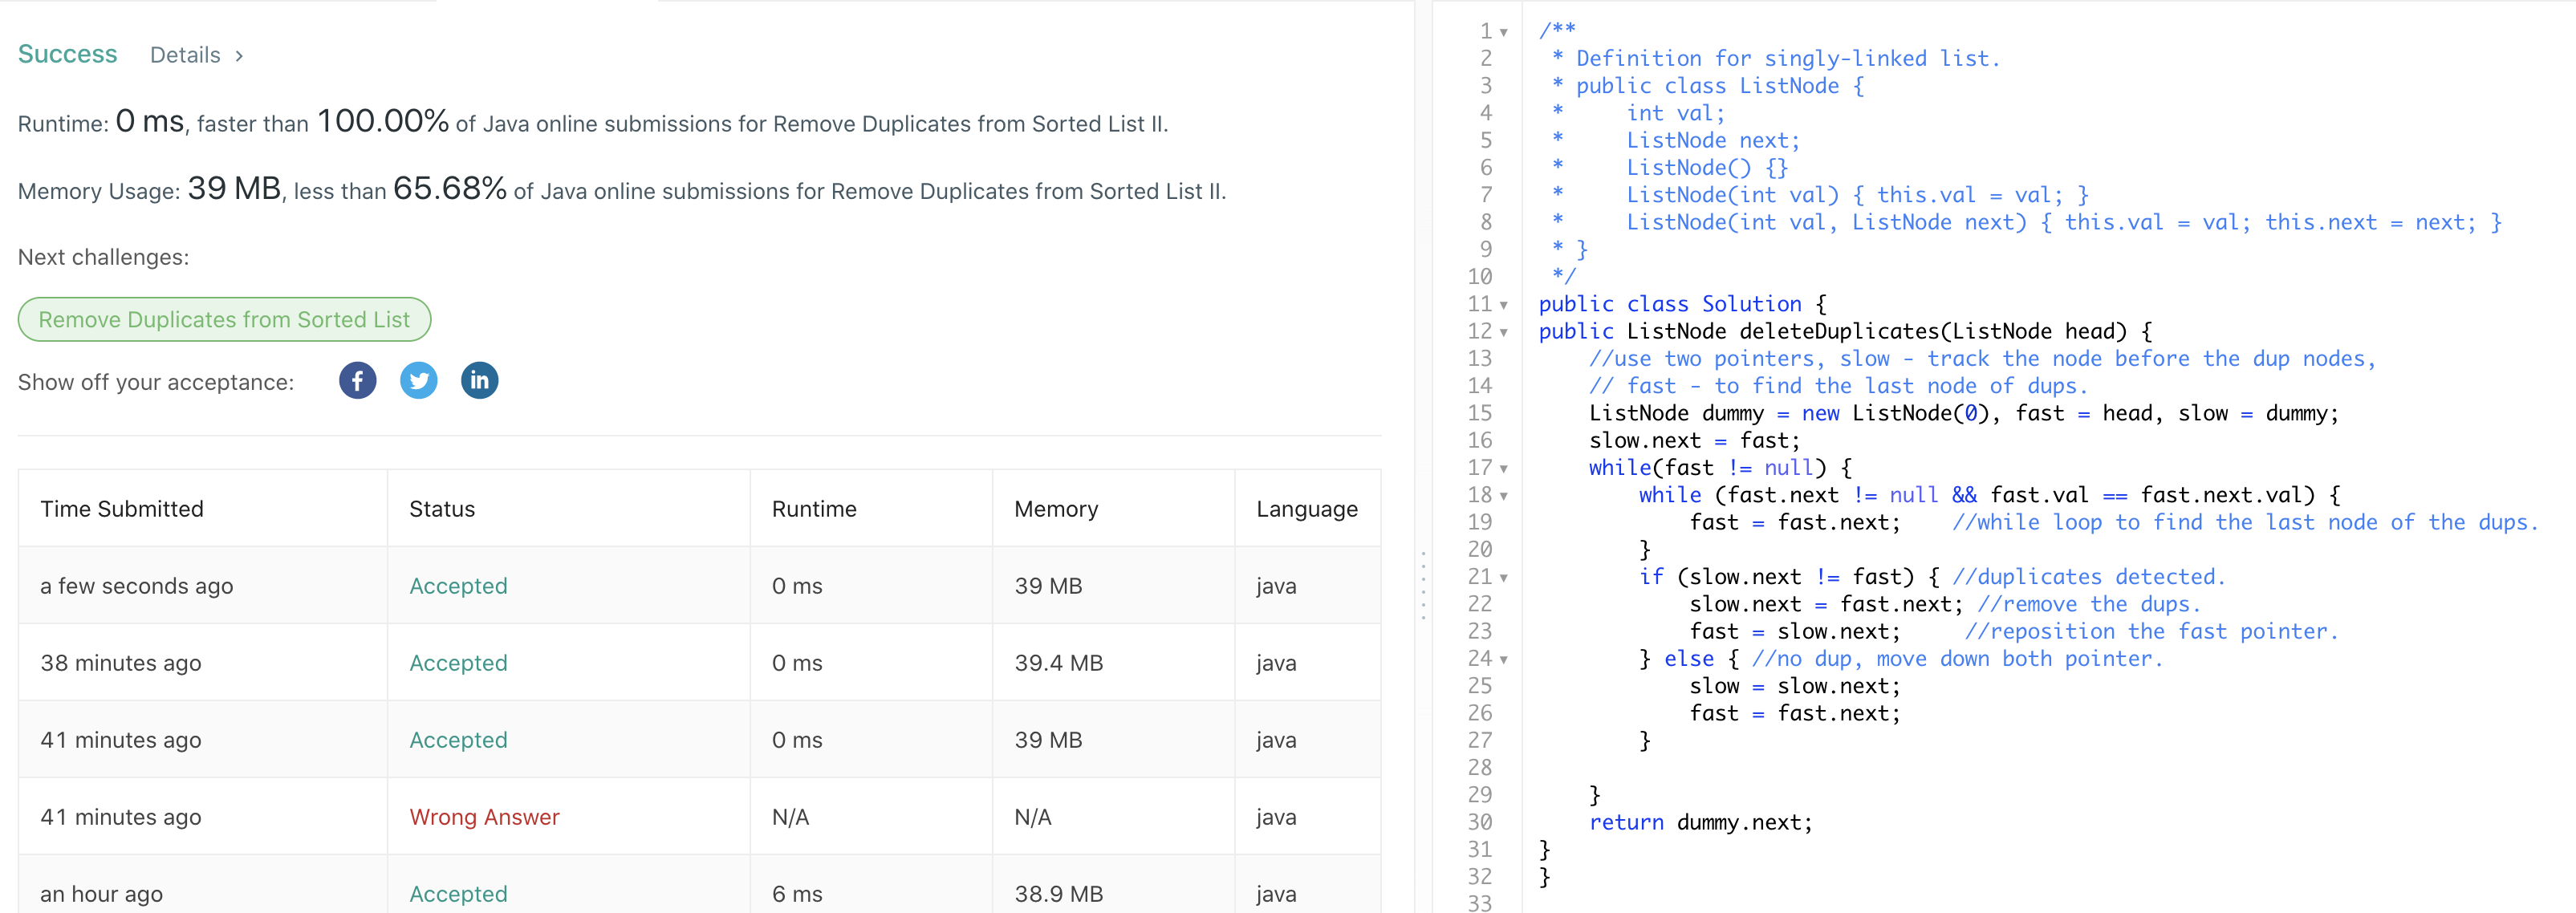 Success Details >
Runtime: 0 ms, faster than 100.00% of Java online submissions for Remove Duplicates from Sorted List II.
Memory Usage: 39 MB, less than 65.68% of Java online submissions for Remove Duplicates from Sorted List II.
Next challenges:
Remove Duplicates from Sorted List
Show off your acceptance: f in
Time Submitted Status Runtime Memory Language
a few seconds ago Accepted 0 ms 39 MB java
38 minutes ago Accepted 0 ms 39.4 MB java
41 minutes ago Accepted 0 ms 39 MB java
41 minutes ago Wrong Answer N/A N/A java
an hour ago Accepted 6 ms 38.9 MB java
1 /**
2  * Definition for singly-linked list.
3  * public class ListNode {
4  *     int val;
5  *     ListNode next;
6  *     ListNode() {}
7  *     ListNode(int val) { this.val = val; }
8  *     ListNode(int val, ListNode next) { this.val = val; this.next = next; }
9  * }
10  */
11 public class Solution {
12 public ListNode deleteDuplicates(ListNode head) {
13     //use two pointers, slow - track the node before the dup nodes,
14     // fast - to find the last node of dups.
15     ListNode dummy = new ListNode(0), fast = head, slow = dummy;
16     slow.next = fast;
17     while(fast != null) {
18         while (fast.next != null && fast.val == fast.next.val) {
19             fast = fast.next;    //while loop to find the last node of the dups.
20         }
21         if (slow.next != fast) { //duplicates detected.
22             slow.next = fast.next; //remove the dups.
23             fast = slow.next;     //reposition the fast pointer.
24         } else { //no dup, move down both pointer.
25             slow = slow.next;
26             fast = fast.next;
27         }
28
29     }
30     return dummy.next;
31 }
32 }
33